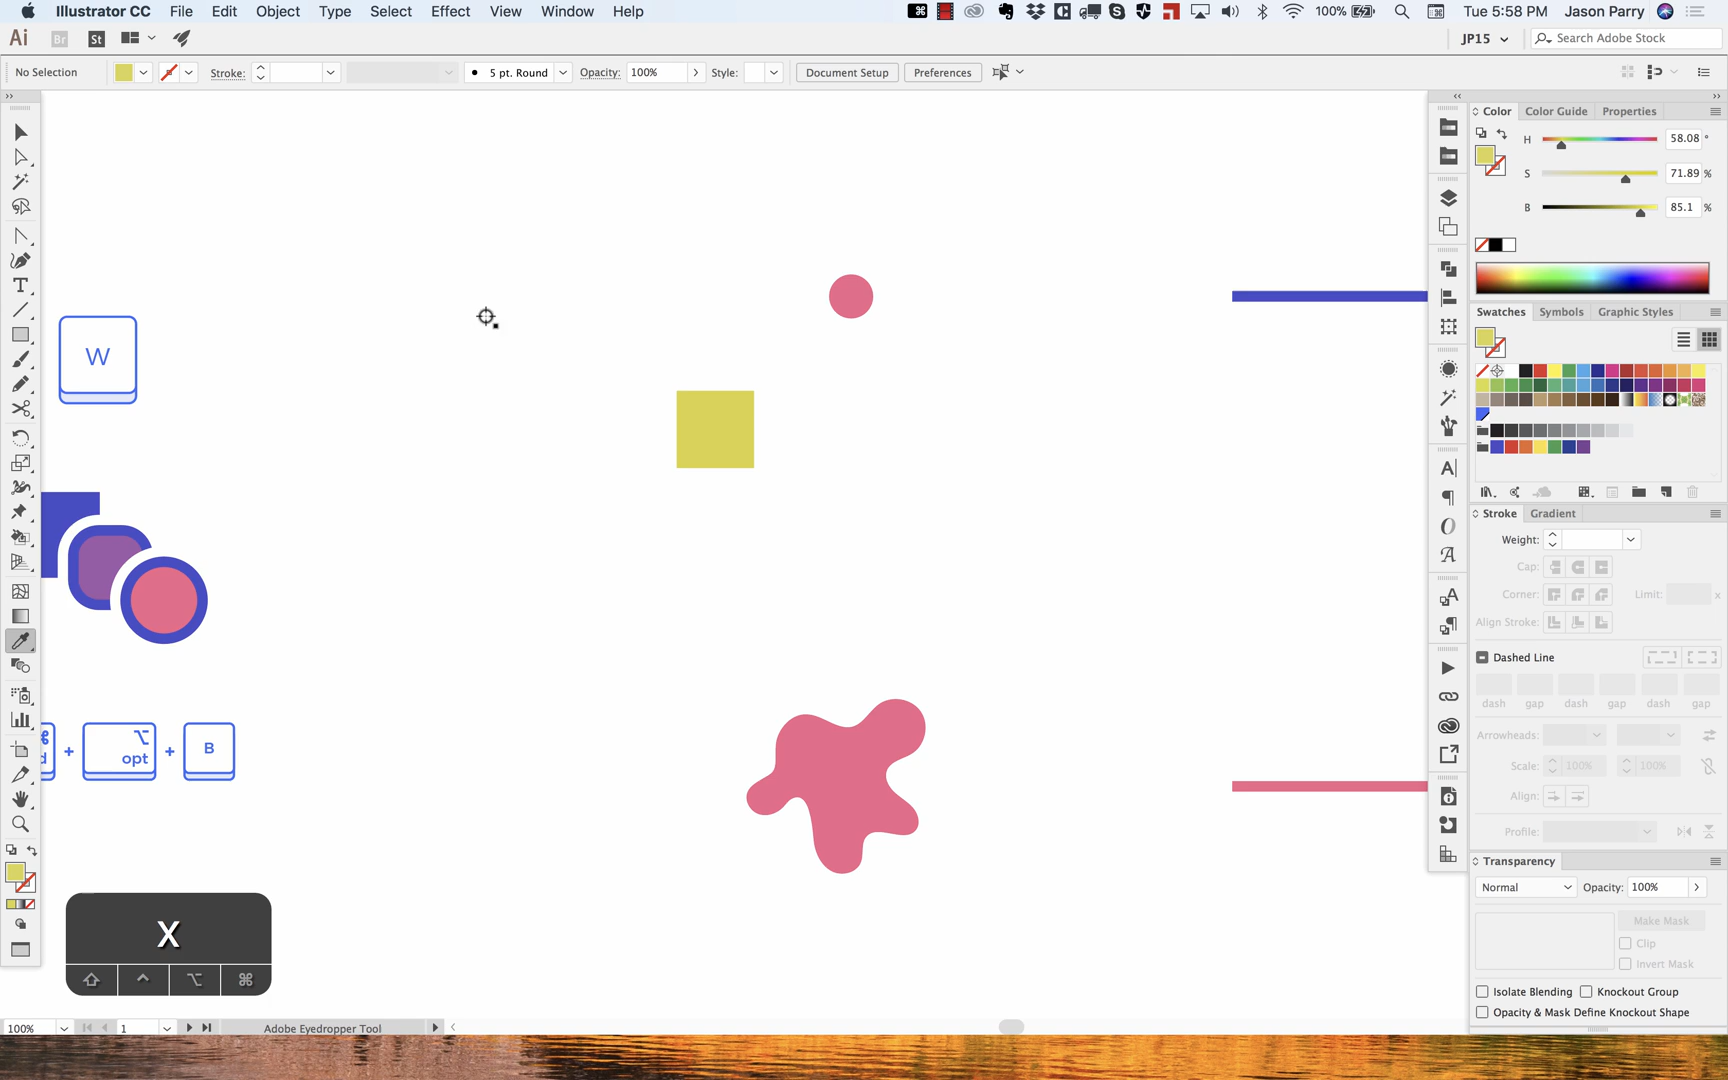 Illustrator CC File Edit Object Type Select Effect View Window Help 100% Tue 5:58 PM Jason Parry
Ai Br St JP15 Search Adobe Stock
No Selection Stroke: 5 pt. Round Opacity: 100% Style: Document Setup Preferences
Color Color Guide Properties
H 58.08 °
S 71.89 %
B 85.1 %
Swatches Symbols Graphic Styles
W
Stroke Gradient
Weight:
Cap:
Corner: Limit: x
Align Stroke:
Dashed Line
dash gap dash gap dash gap
Arrowheads:
Scale: 100% 100%
Align:
Profile:
Transparency
Normal Opacity: 100%
Make Mask
Clip
Invert Mask
Isolate Blending Knockout Group
Opacity & Mask Define Knockout Shape
⌘ d + ⌥ opt + B
X
⇧ ^ ⌥ ⌘
100% 1 Adobe Eyedropper Tool